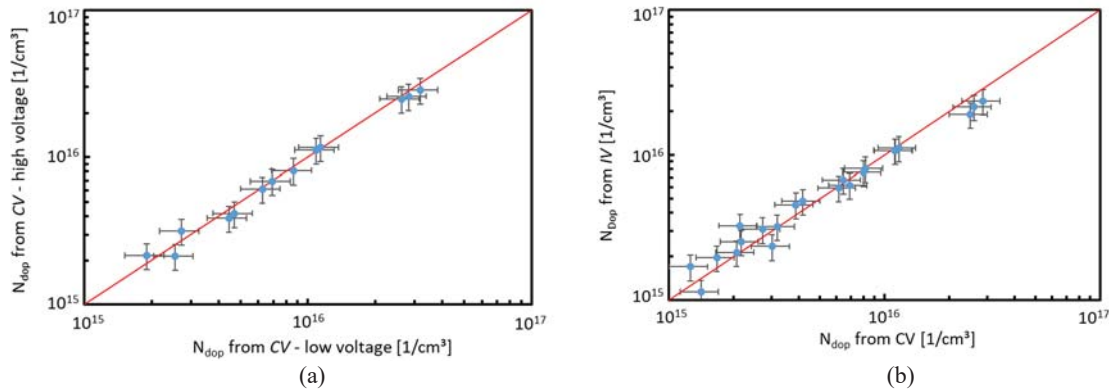 N_dop from CV - high voltage [1/cm³]
10¹⁷
10¹⁶
10¹⁵
10¹⁵
10¹⁶
10¹⁷
N_dop from CV - low voltage [1/cm³]
(a)
N_Dop from IV [1/cm³]
10¹⁷
10¹⁶
10¹⁵
10¹⁵
10¹⁶
10¹⁷
N_dop from CV [1/cm³]
(b)